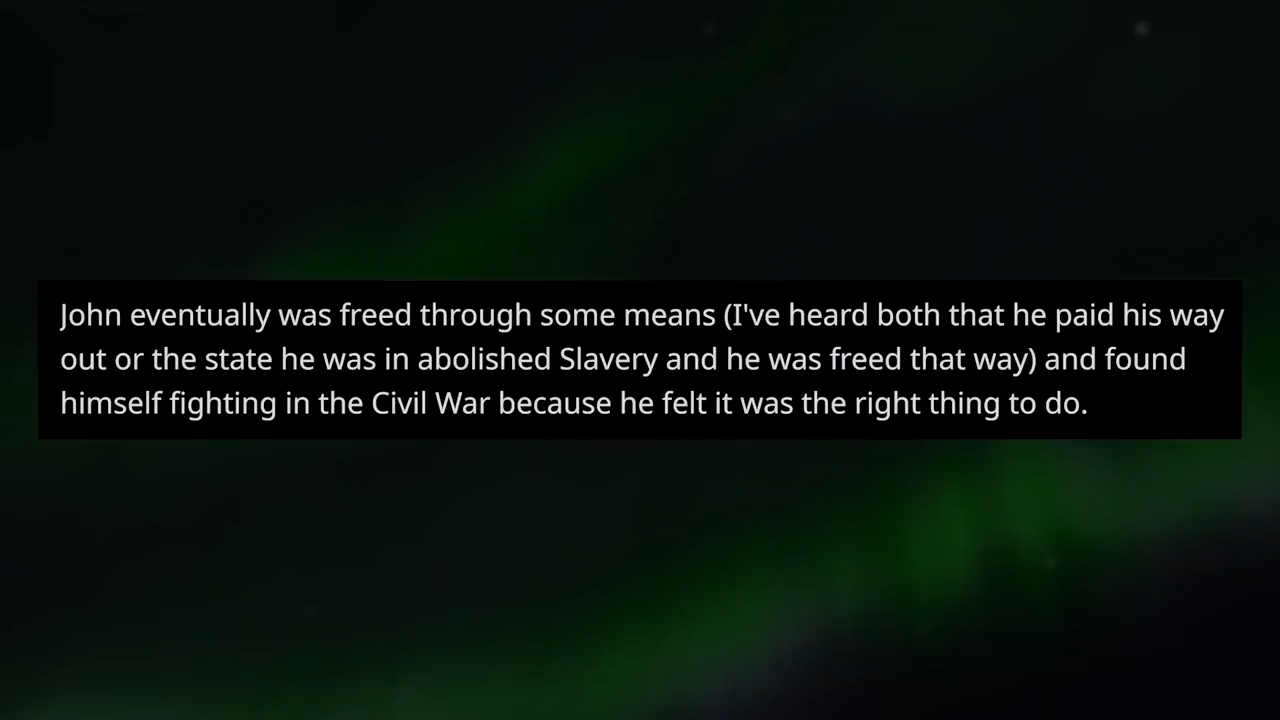 John eventually was freed through some means (I've heard both that he paid his way
out or the state he was in abolished Slavery and he was freed that way) and found
himself fighting in the Civil War because he felt it was the right thing to do.